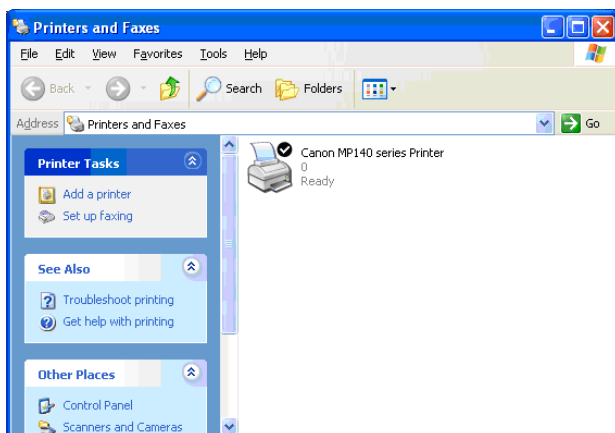 Printers and Faxes
File Edit View Favorites Tools Help
Back Search Folders
Address Printers and Faxes Go
Printer Tasks
Add a printer
Set up faxing
See Also
Troubleshoot printing
Get help with printing
Other Places
Control Panel
Scanners and Cameras
Canon MP140 series Printer
0
Ready